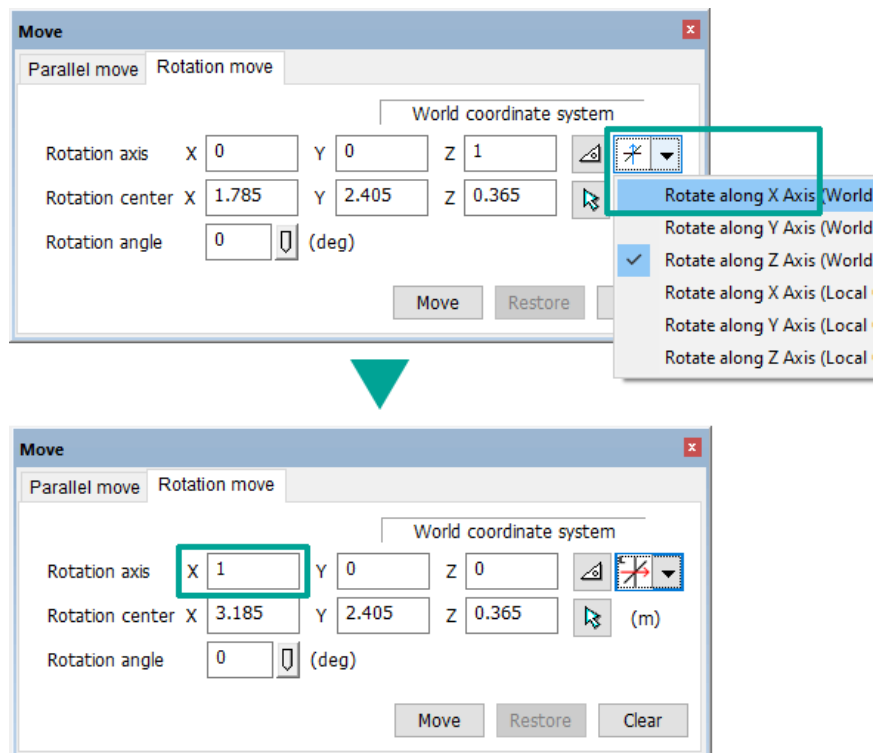 Move
x
Parallel move Rotation move
World coordinate system
Rotation axis X 0 Y 0 Z 1
Rotation center X 1.785 Y 2.405 Z 0.365
Rotate along X Axis (World
Rotation angle 0 (deg)
Rotate along Y Axis (World
Rotate along Z Axis (World
Move Restore
Rotate along X Axis (Local
Rotate along Y Axis (Local
Rotate along Z Axis (Local
Move
x
Parallel move Rotation move
World coordinate system
Rotation axis X 1 Y 0 Z 0
Rotation center X 3.185 Y 2.405 Z 0.365 (m)
Rotation angle 0 (deg)
Move Restore Clear